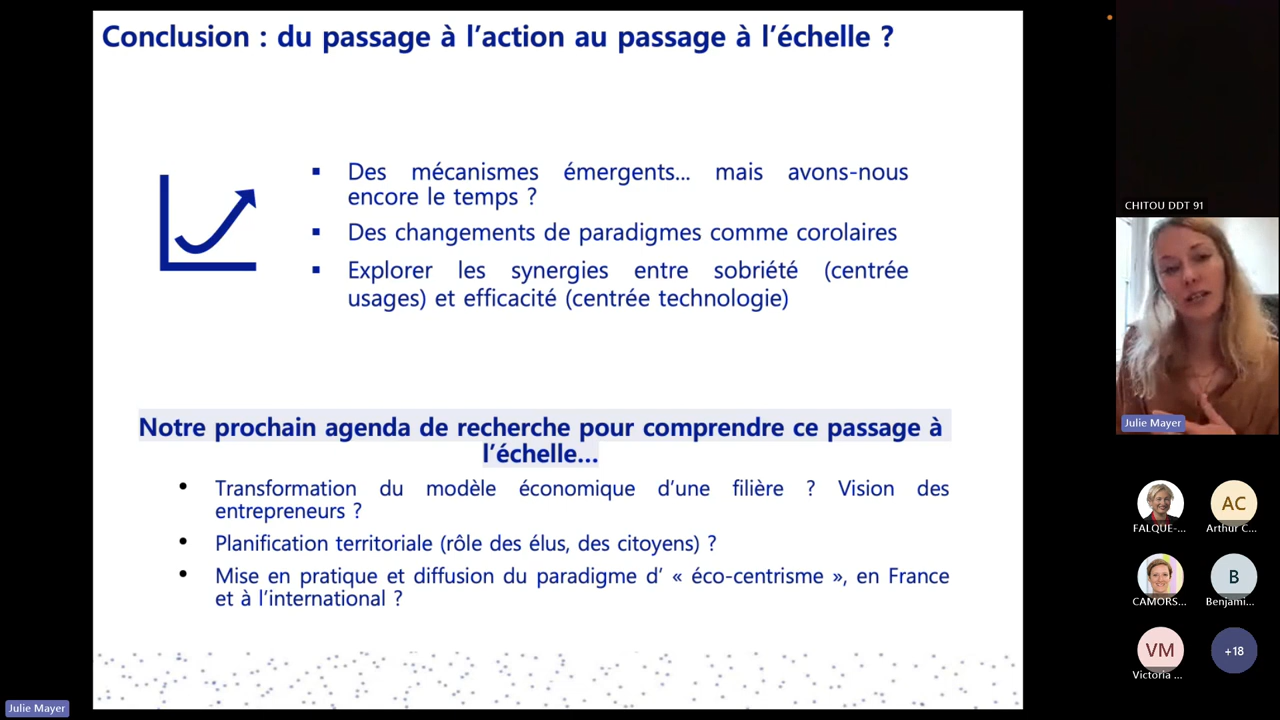 Conclusion : du passage à l’action au passage à l’échelle ?
Des mécanismes émergents... mais avons-nous
encore le temps ?
Des changements de paradigmes comme corolaires
Explorer les synergies entre sobriété (centrée
usages) et efficacité (centrée technologie)
Notre prochain agenda de recherche pour comprendre ce passage à
l’échelle...
Transformation du modèle économique d’une filière ? Vision des
entrepreneurs ?
Planification territoriale (rôle des élus, des citoyens) ?
Mise en pratique et diffusion du paradigme d’ « éco-centrisme », en France
et à l’international ?
Julie Mayer
CHITOU DDT 91
Julie Mayer
FALQUE-...
AC
Arthur C...
CAMORS...
B
Benjami...
VM
Victoria ...
+18